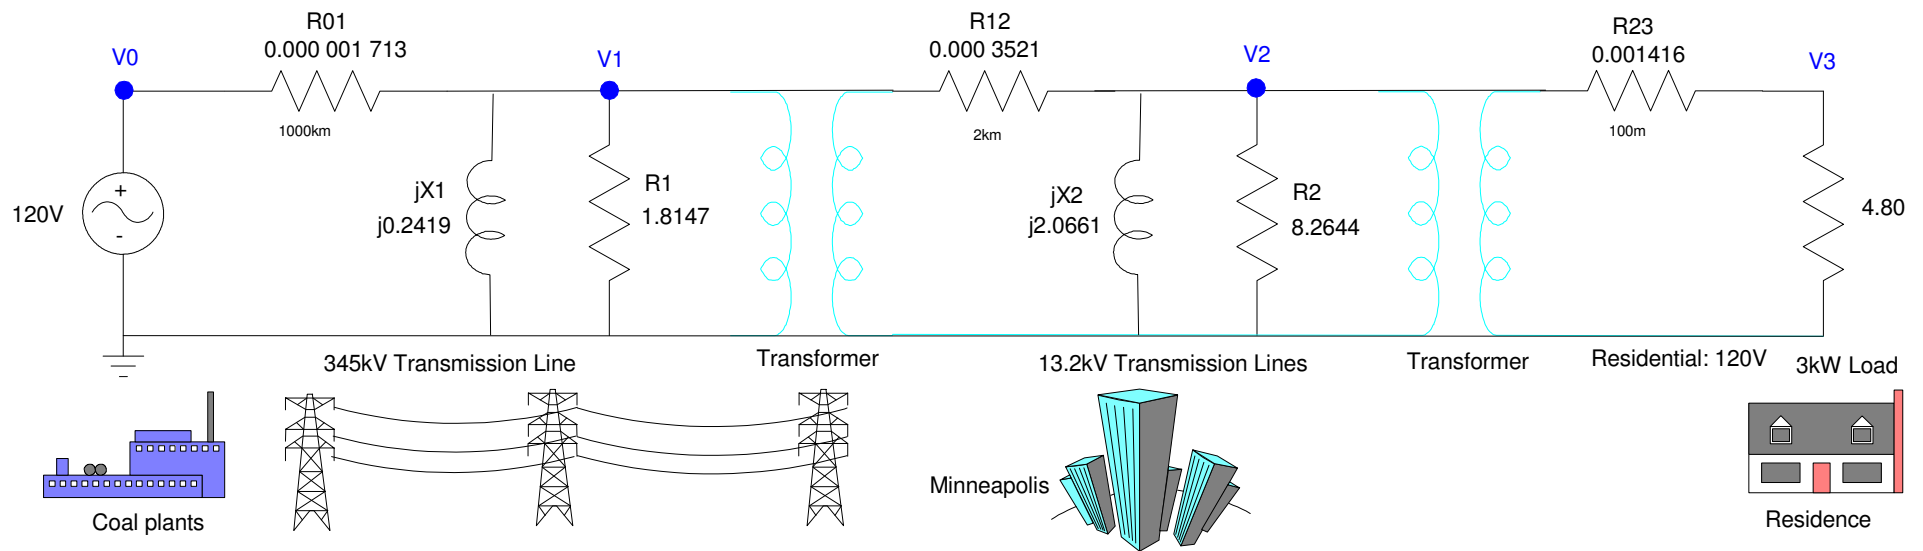 R01
0.000 001 713
R12
0.000 3521
R23
0.001416
V0
V1
V2
V3
1000km
2km
100m
120V
+
-
jX1
j0.2419
R1
1.8147
jX2
j2.0661
R2
8.2644
4.80
345kV Transmission Line
Transformer
13.2kV Transmission Lines
Transformer
Residential: 120V
3kW Load
Coal plants
Minneapolis
Residence